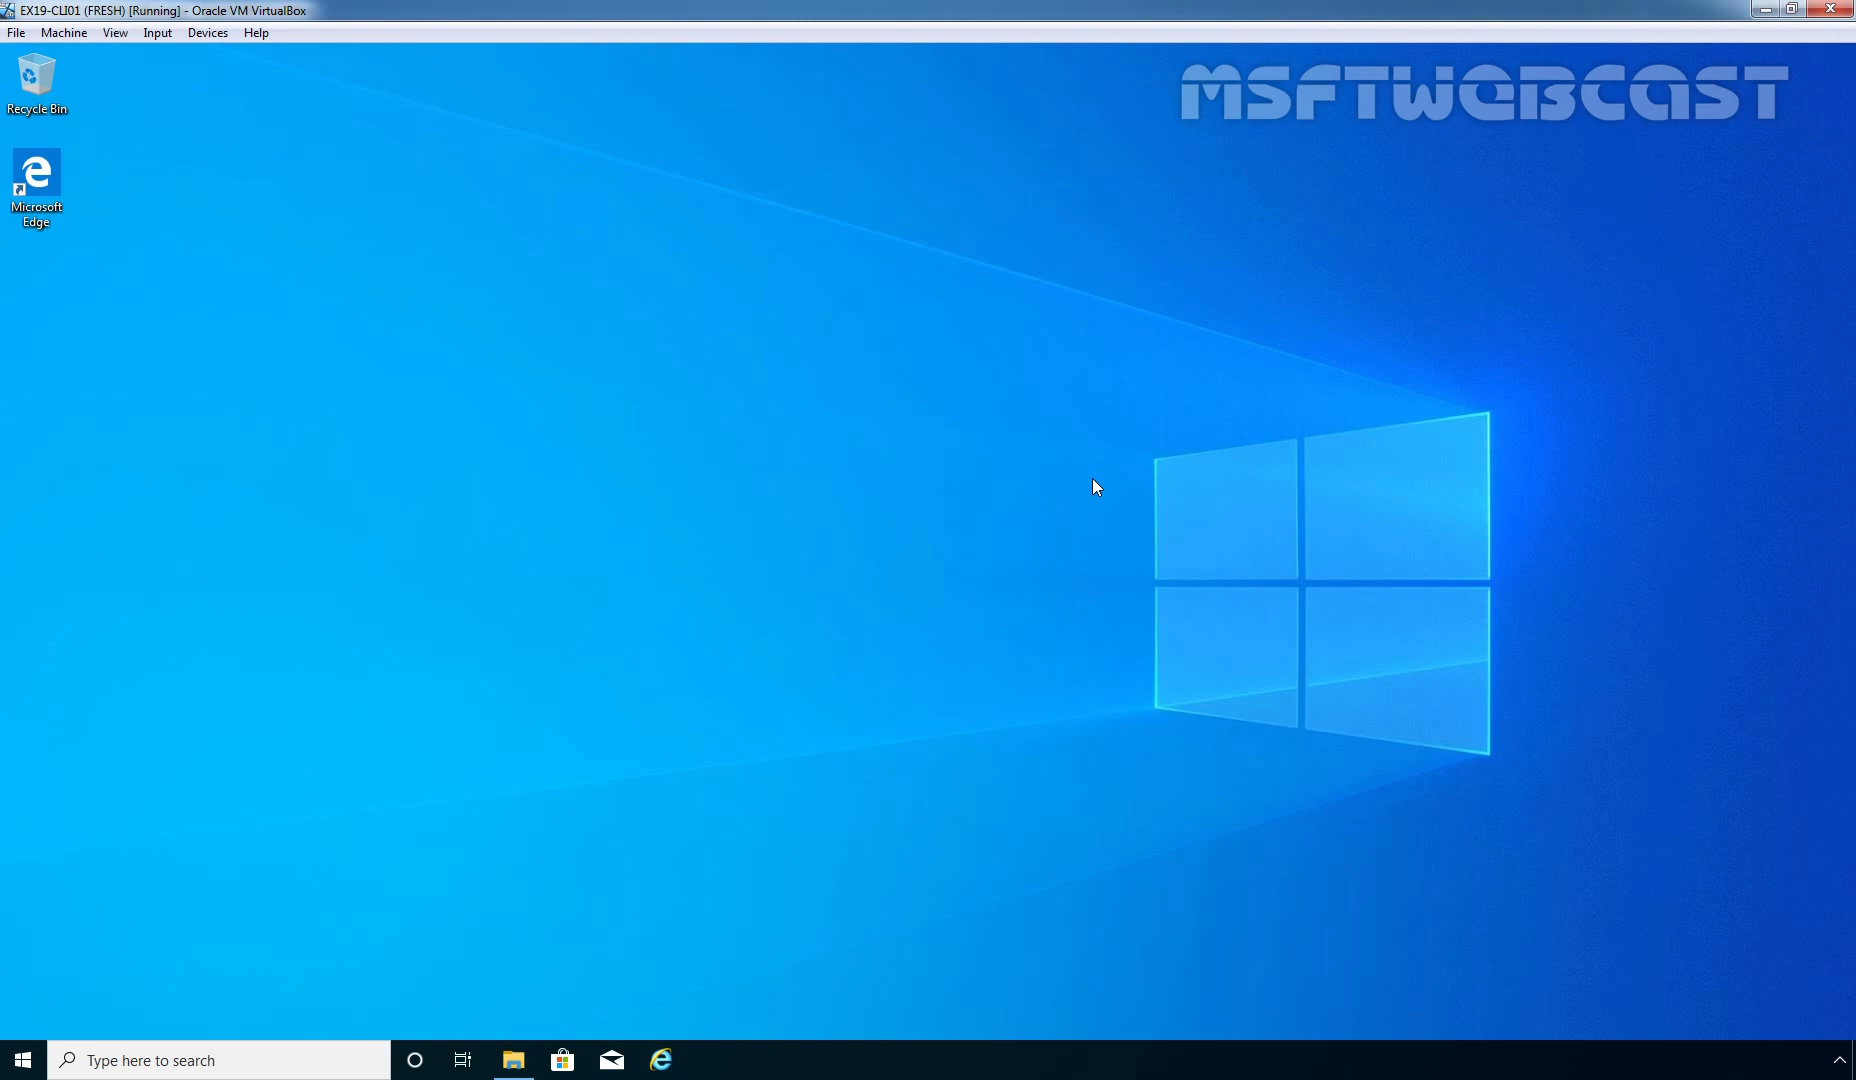 EX19-CLI01 (FRESH) [Running] - Oracle VM VirtualBox
File Machine View Input Devices Help
MSFTWEBCAST
Recycle Bin
Microsoft
Edge
Type here to search